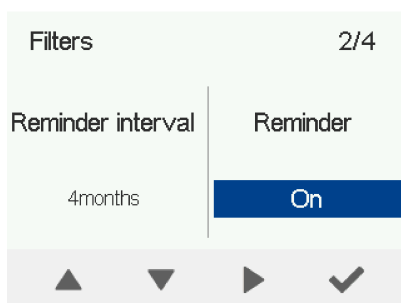 Filters 2/4
Reminder interval Reminder
4months On